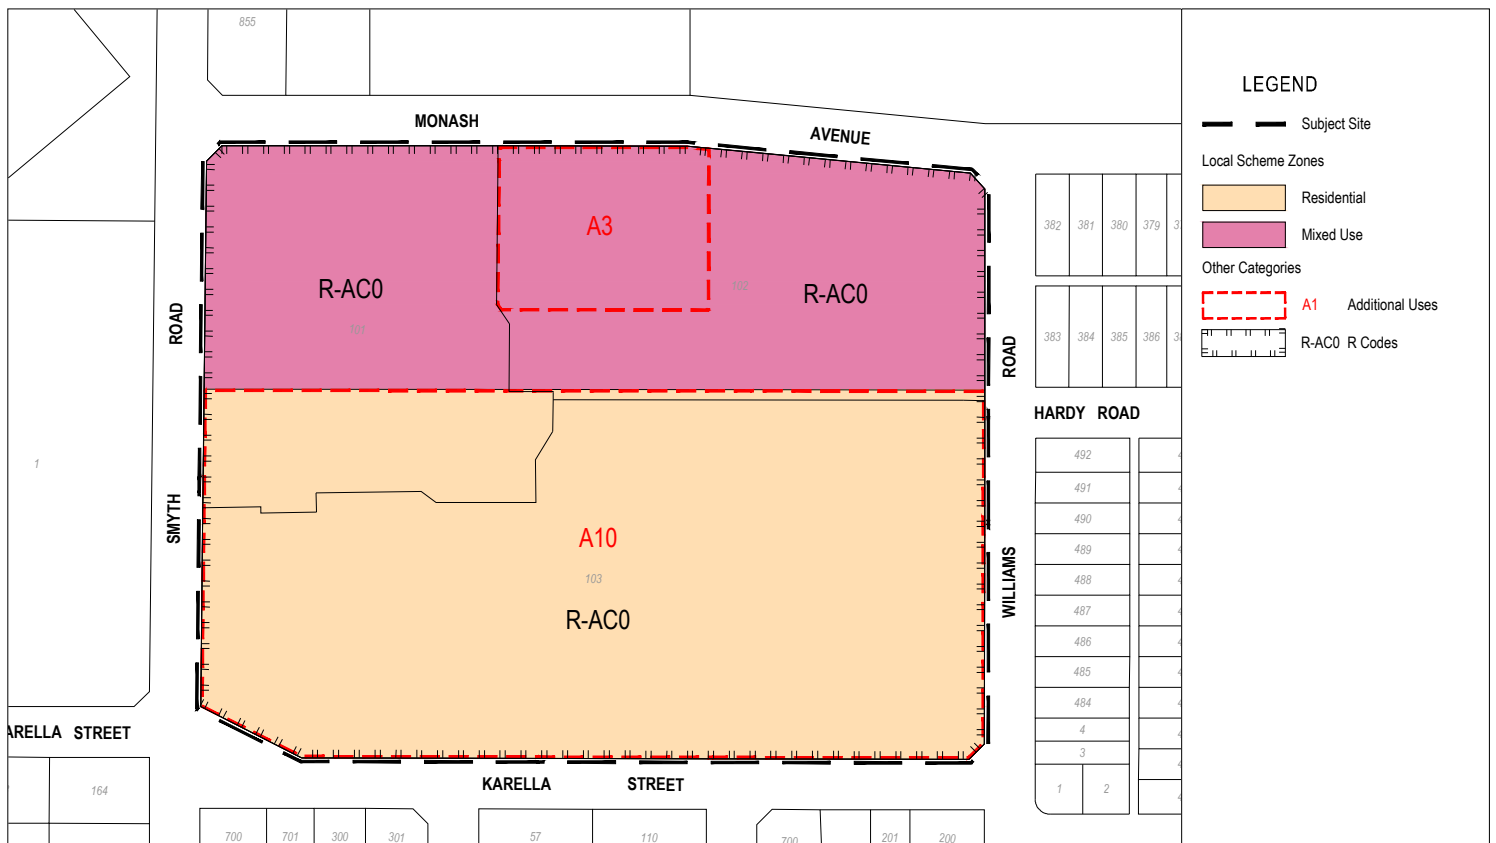 855
MONASH
AVENUE
LEGEND
Subject Site
Local Scheme Zones
Residential
Mixed Use
Other Categories
A1 Additional Uses
R-AC0 R Codes
382 381 380 379
A3
R-AC0
R-AC0
101
102
ROAD
ROAD
383 384 385 386
HARDY ROAD
492
491
490
489
488
487
486
485
484
4
3
1 2
1
SMYTH
WILLIAMS
A10
103
R-AC0
ARELLA STREET
KARELLA STREET
164
700 701 300 301
57 110
700 201 200